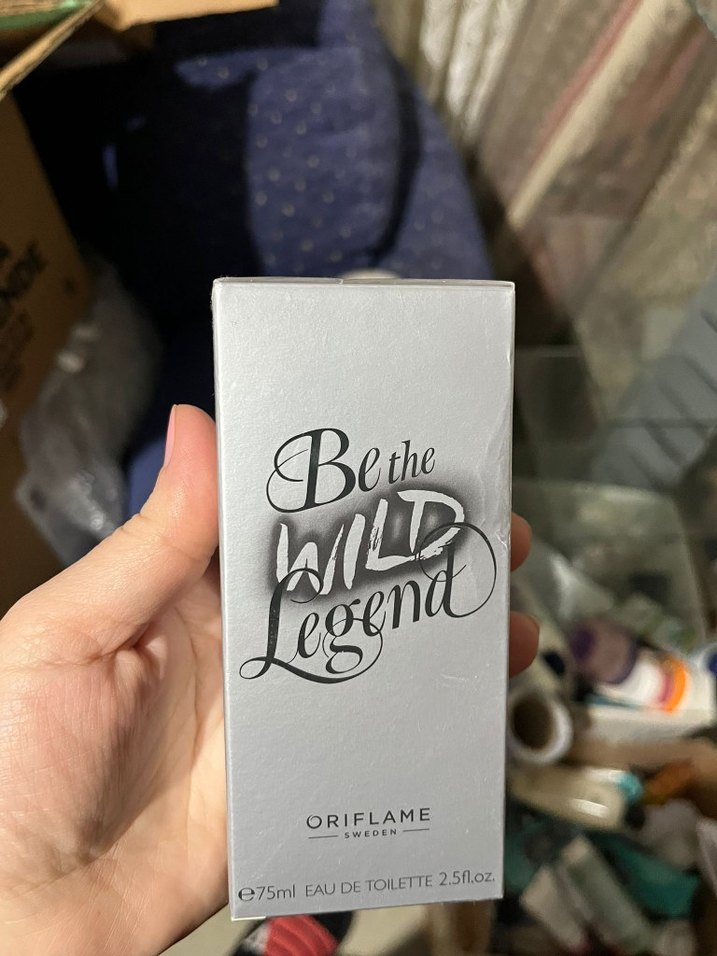 Be the
WILD
Legend
ORIFLAME
SWEDEN
℮75ml EAU DE TOILETTE 2.5fl.oz.